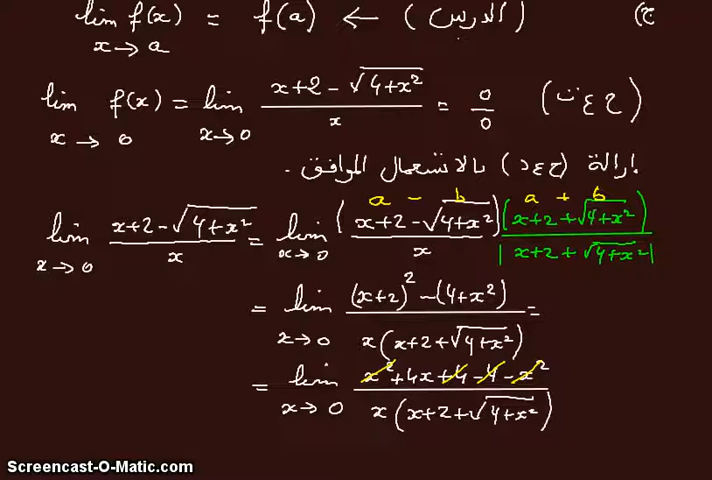 ج) lim f(x) = f(a) ← (الدرس)
x → a
lim f(x) = lim (x+2 - √(4+x²)) / x = 0/0 (ح ع ت)
x → 0 x → 0
إزالة (ح ع د) بالاستعمال الموافق.
a - b a + b
lim (x+2 - √(4+x²)) / x = lim (x+2 - √(4+x²)) / x (x+2 + √(4+x²)) / |x+2 + √(4+x²)|
x → 0 x → 0
= lim ((x+2)² - (4+x²)) / (x(x+2+√(4+x²))) =
x → 0
= lim (x² + 4x + 4 - 4 - x²) / (x(x+2+√(4+x²)))
x → 0
Screencast-O-Matic.com